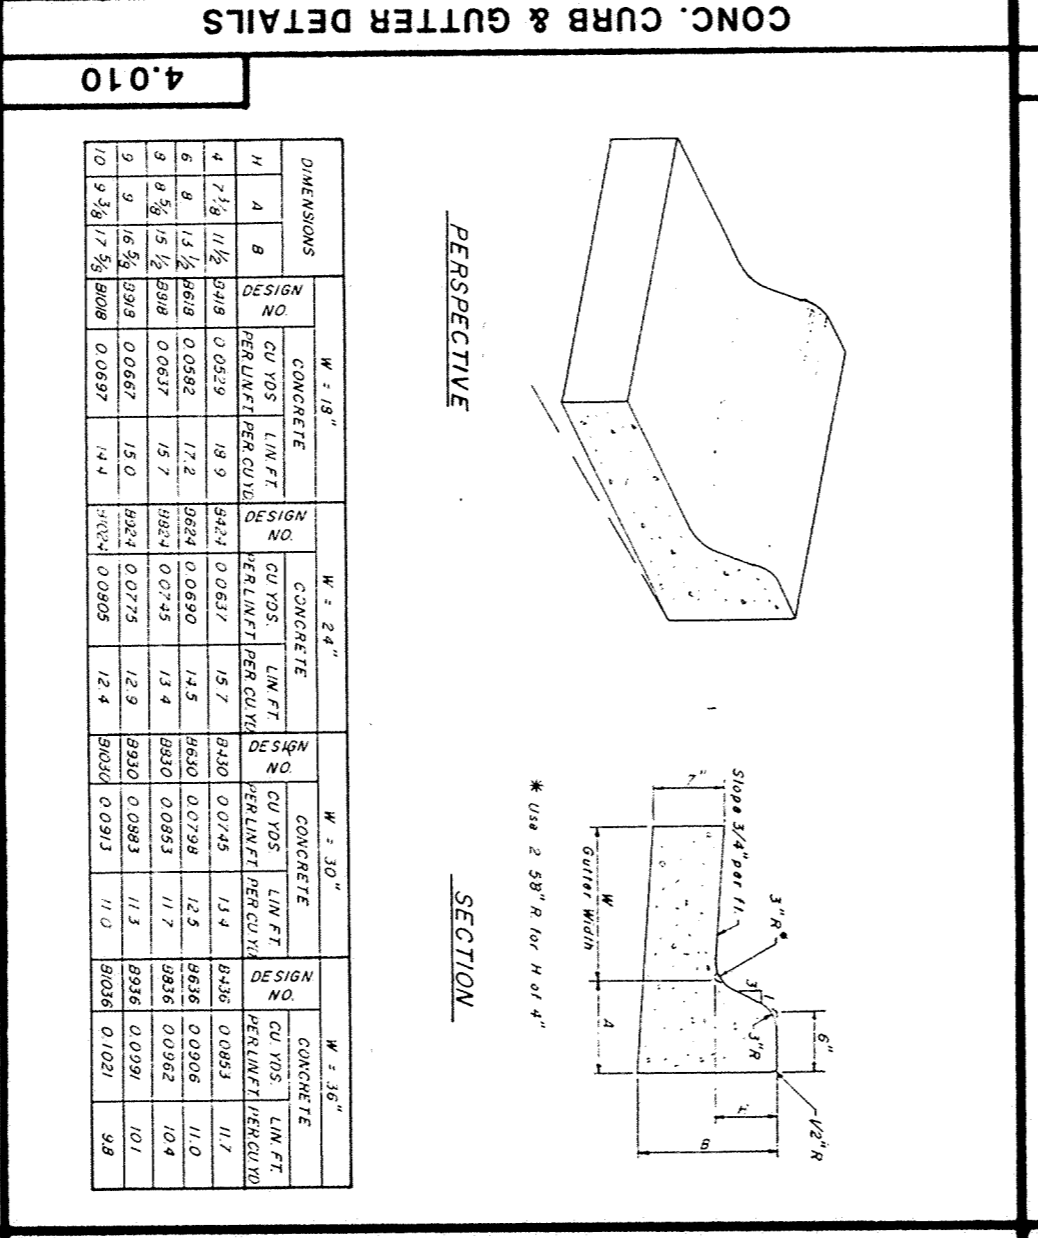 CONC. CURB & GUTTER DETAILS
4.010
PERSPECTIVE
7"
Slope 3/4" per ft.
3"R*
3
1
3"R
6"
1/2"R
W
Gutter Width
A
H
B
* Use 2 5/8"R for H of 4"
SECTION
DIMENSIONS W = 18" W = 24" W = 30" W = 36"
DESIGN NO. CONCRETE DESIGN NO. CONCRETE DESIGN NO. CONCRETE DESIGN NO. CONCRETE
H A B CU YDS PER LIN FT LIN. FT. PER. CU YD. CU YDS. PER LIN FT LIN. FT. PER CU. YD. CU YDS PER LIN FT LIN FT PER CU YD CU. YDS. PER LIN FT. LIN. FT. PER CU YD
4 7 1/8 11 1/2 B418 0.0529 18.9 B424 0.0637 15.7 B430 0.0745 13.4 B436 0.0853 11.7
6 8 13 1/2 B618 0.0582 17.2 B624 0.0690 14.5 B630 0.0798 12.5 B636 0.0906 11.0
8 8 5/8 15 1/2 B818 0.0637 15.7 B824 0.0745 13.4 B830 0.0853 11.7 B836 0.0962 10.4
9 9 16 5/8 B918 0.0667 15.0 B924 0.0775 12.9 B930 0.0883 11.3 B936 0.0991 10.1
10 9 3/8 17 5/8 B1018 0.0697 14.4 B1024 0.0805 12.4 B1030 0.0913 11.0 B1036 0.1021 9.8